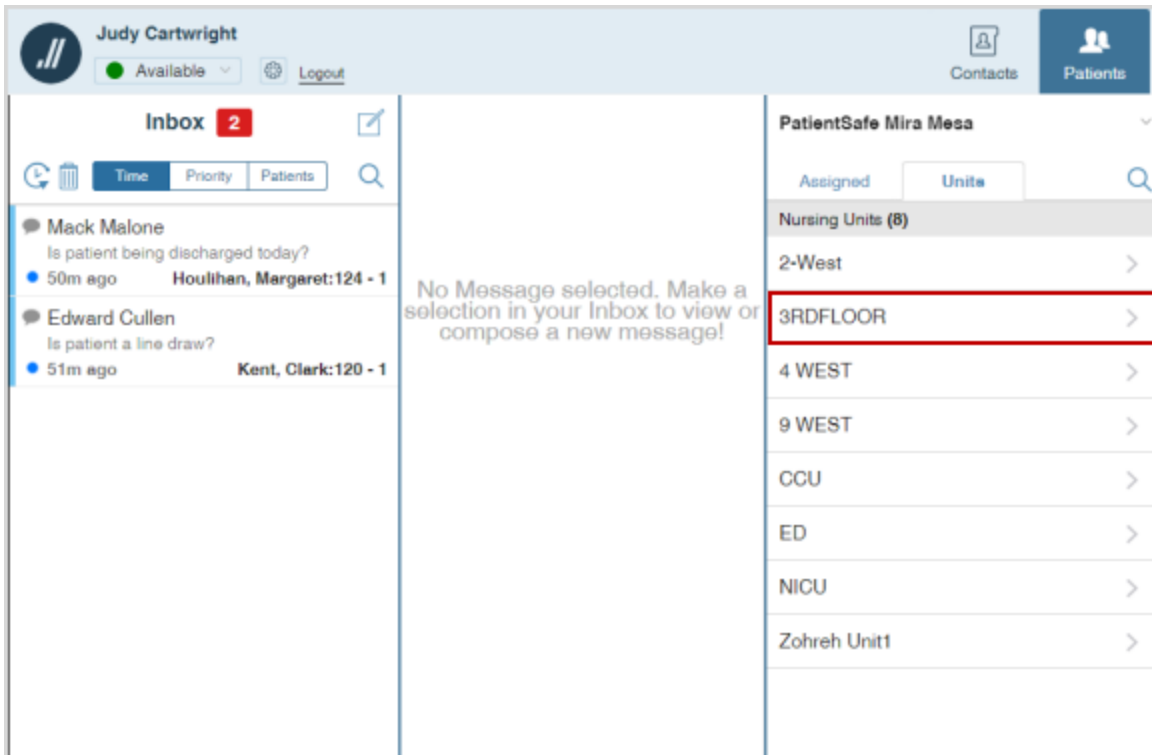 Judy Cartwright
Available
Logout
Contacts
Patients
Inbox 2
Time Priority Patients
Mack Malone
Is patient being discharged today?
50m ago Houlihan, Margaret:124 - 1
Edward Cullen
Is patient a line draw?
51m ago Kent, Clark:120 - 1
No Message selected. Make a
selection in your Inbox to view or
compose a new message!
PatientSafe Mira Mesa
Assigned Units
Nursing Units (8)
2-West
3RDFLOOR
4 WEST
9 WEST
CCU
ED
NICU
Zohreh Unit1